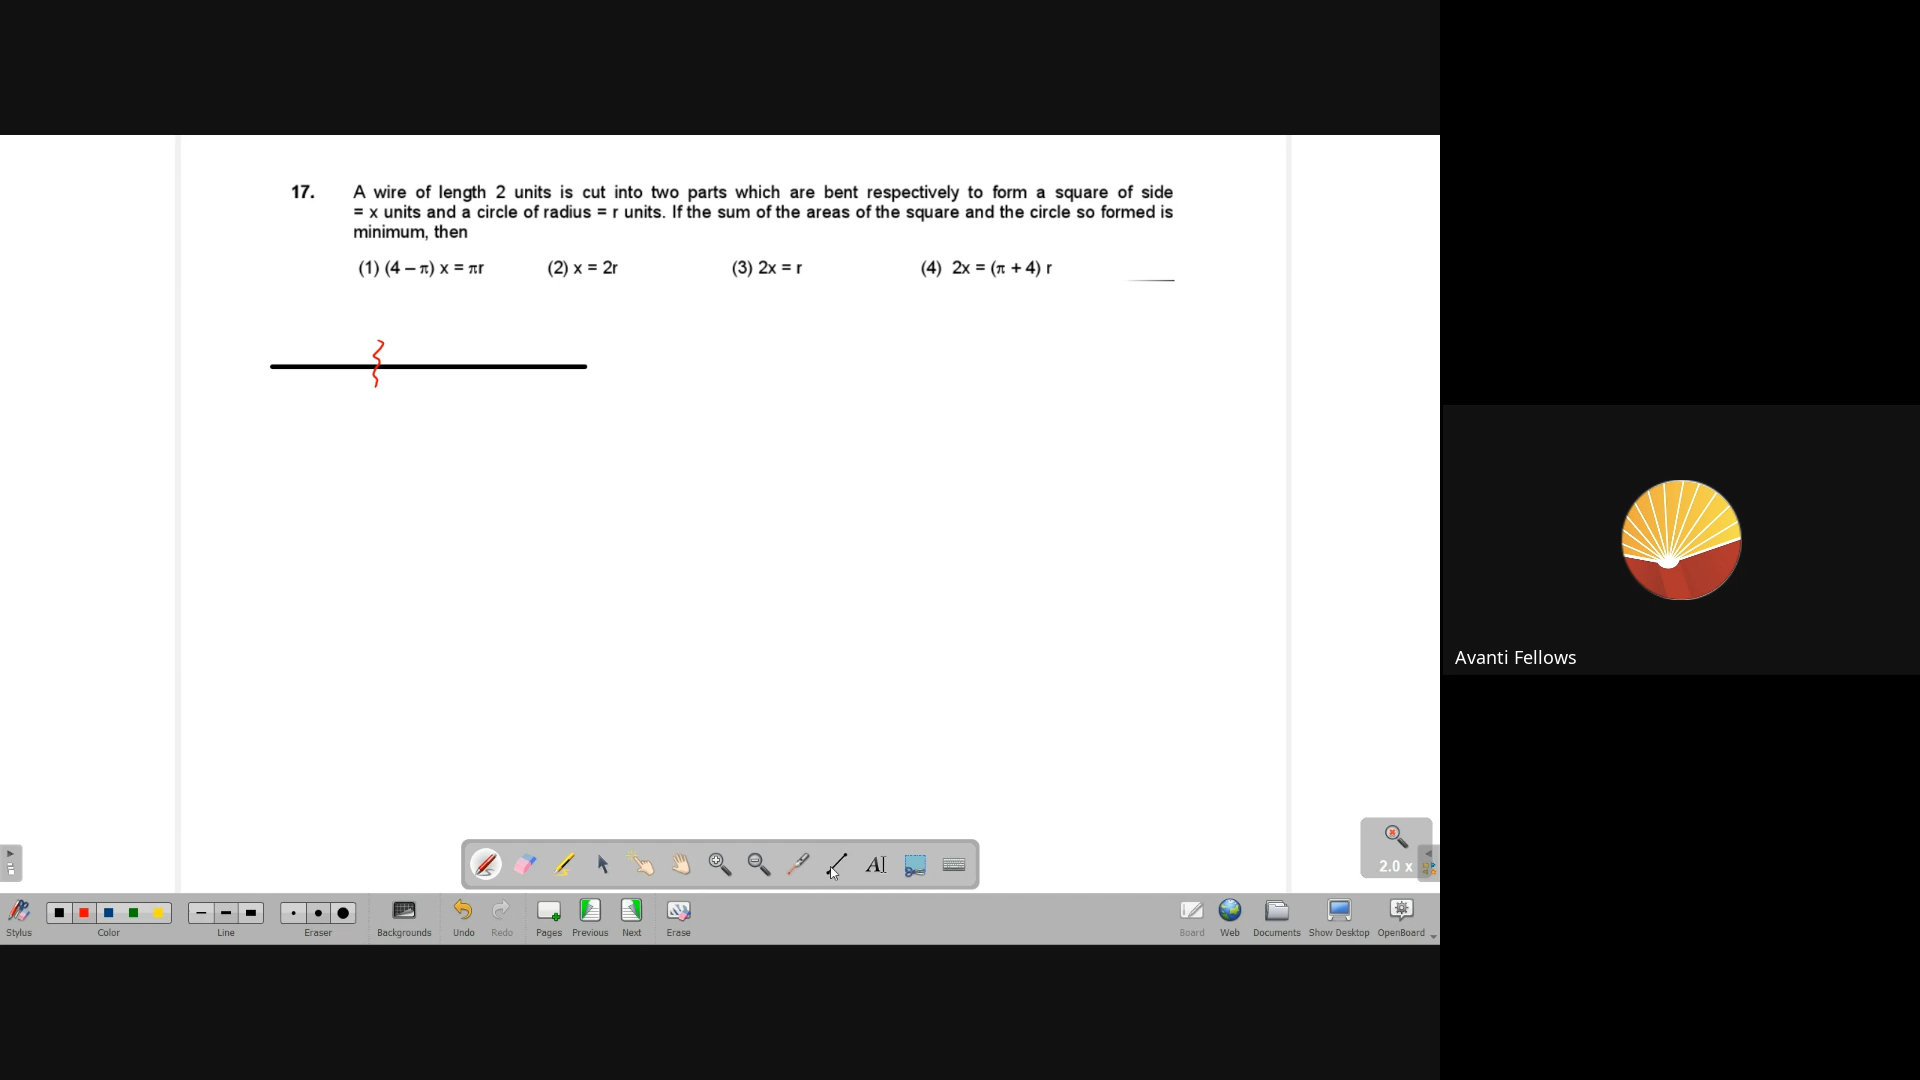 17. A wire of length 2 units is cut into two parts which are bent respectively to form a square of side
= x units and a circle of radius = r units. If the sum of the areas of the square and the circle so formed is
minimum, then
(1) (4 – π) x = πr (2) x = 2r (3) 2x = r (4) 2x = (π + 4) r
Avanti Fellows
2.0 x
Stylus Color Line Eraser Backgrounds Undo Redo Pages Previous Next Erase Board Web Documents Show Desktop OpenBoard